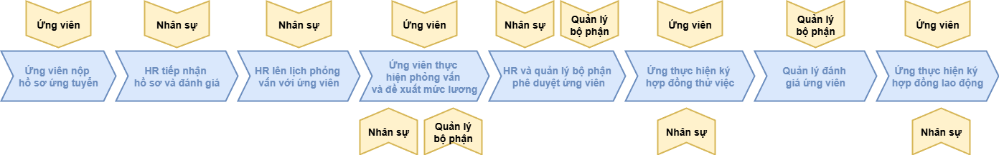 Ứng viên
Nhân sự
Nhân sự
Ứng viên
Nhân sự
Quản lý
bộ phận
Ứng viên
Quản lý
bộ phận
Ứng viên
Ứng viên nộp
hồ sơ ứng tuyển
HR tiếp nhận
hồ sơ và đánh giá
HR lên lịch phỏng
vấn với ứng viên
Ứng viên thực
hiện phỏng vấn
và đề xuất mức lương
HR và quản lý bộ phận
phê duyệt ứng viên
Ứng thực hiện ký
hợp đồng thử việc
Quản lý đánh
giá ứng viên
Ứng thực hiện ký
hợp đồng lao động
Nhân sự
Quản lý
bộ phận
Nhân sự
Nhân sự